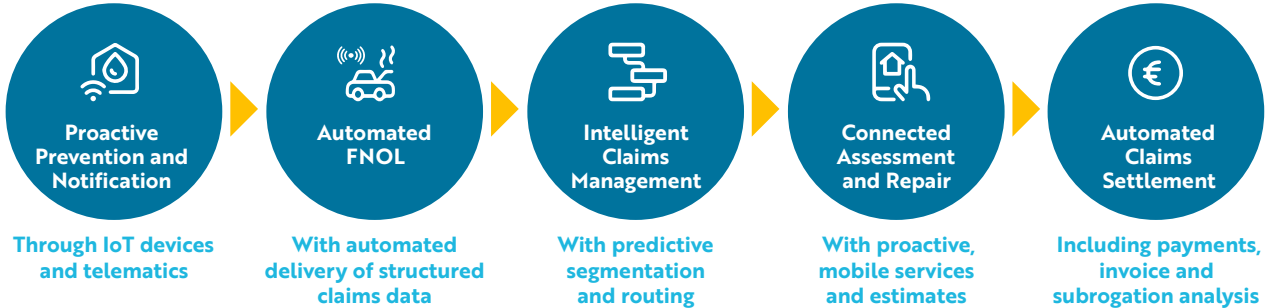 Proactive
Prevention and
Notification
Through IoT devices
and telematics
Automated
FNOL
With automated
delivery of structured
claims data
Intelligent
Claims
Management
With predictive
segmentation
and routing
Connected
Assessment
and Repair
With proactive,
mobile services
and estimates
€
Automated
Claims
Settlement
Including payments,
invoice and
subrogation analysis